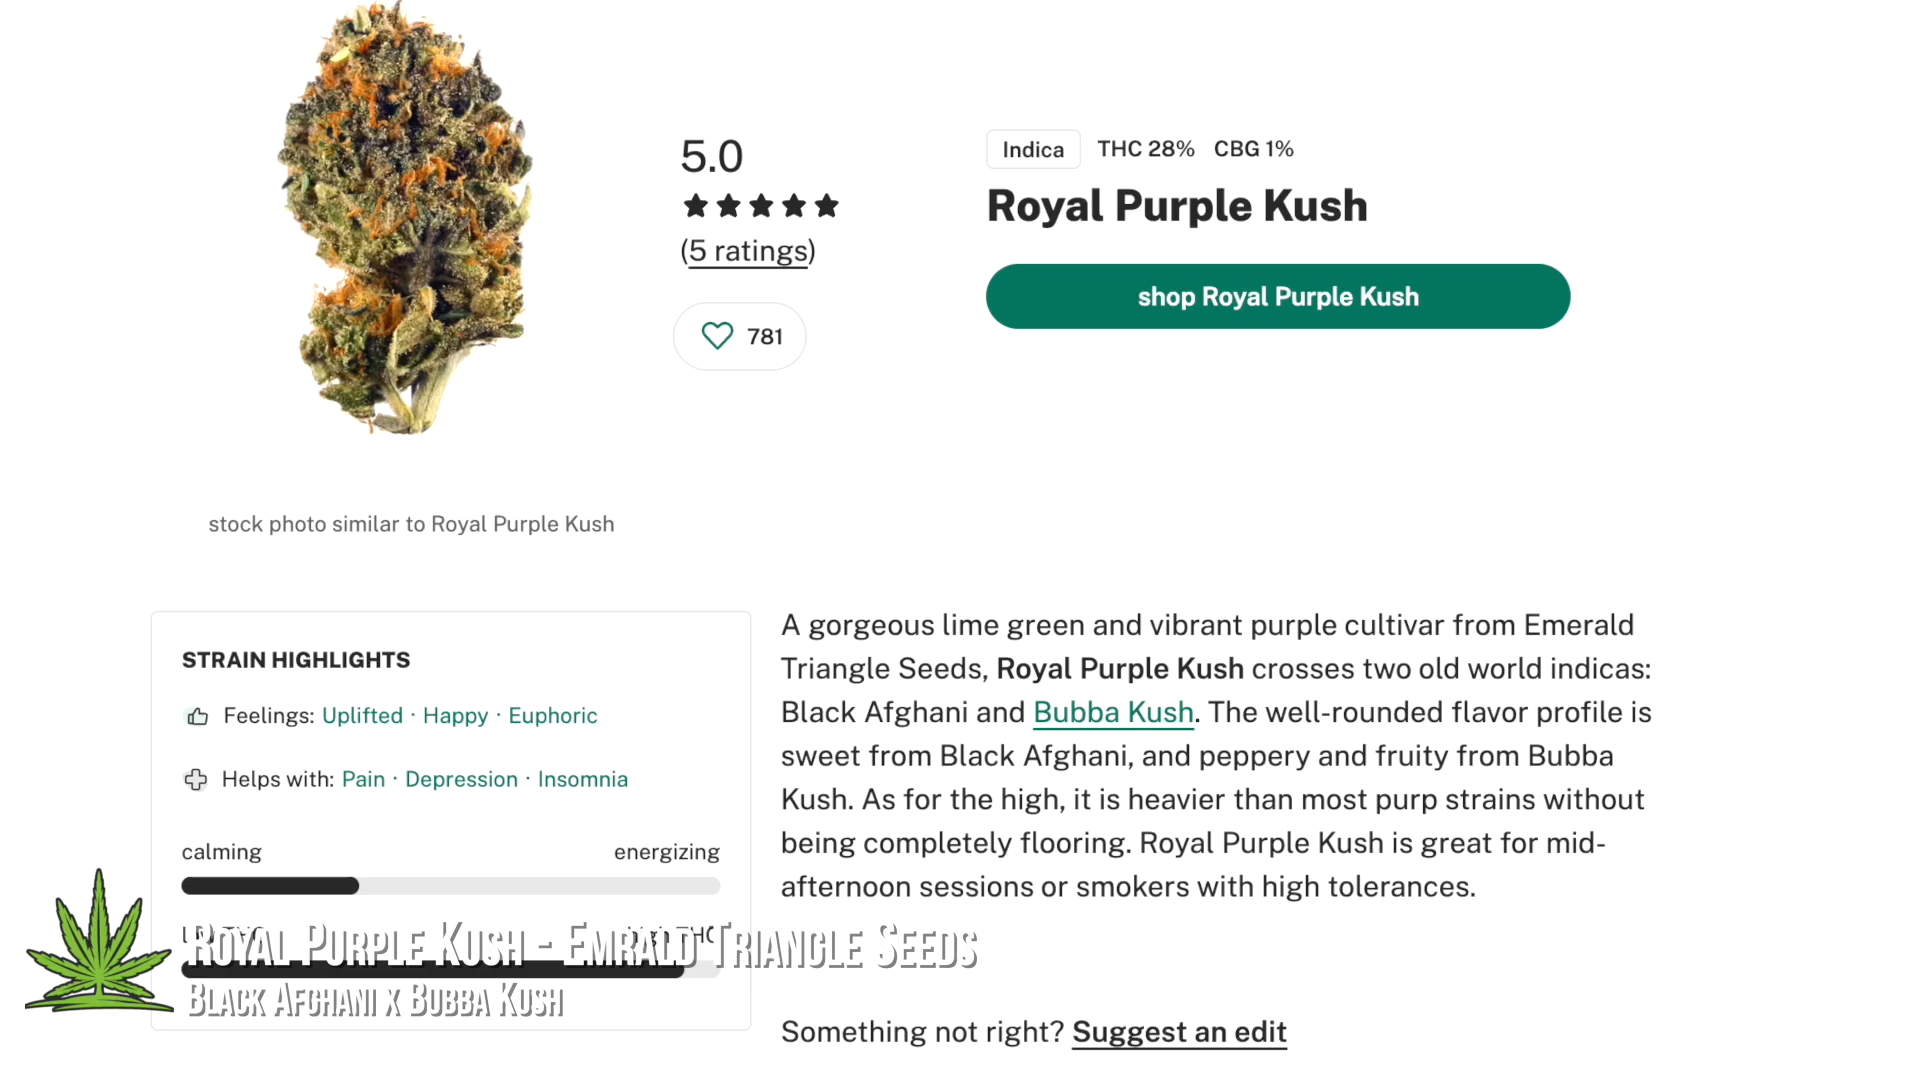 5.0
(5 ratings)
781
Indica THC 28% CBG 1%
Royal Purple Kush
shop Royal Purple Kush
stock photo similar to Royal Purple Kush
STRAIN HIGHLIGHTS
Feelings: Uplifted · Happy · Euphoric
Helps with: Pain · Depression · Insomnia
calming energizing
high THC
A gorgeous lime green and vibrant purple cultivar from Emerald
Triangle Seeds, Royal Purple Kush crosses two old world indicas:
Black Afghani and Bubba Kush. The well-rounded flavor profile is
sweet from Black Afghani, and peppery and fruity from Bubba
Kush. As for the high, it is heavier than most purp strains without
being completely flooring. Royal Purple Kush is great for mid-
afternoon sessions or smokers with high tolerances.
Royal Purple Kush - Emrald Triangle Seeds
Black Afghani x Bubba Kush
Something not right? Suggest an edit